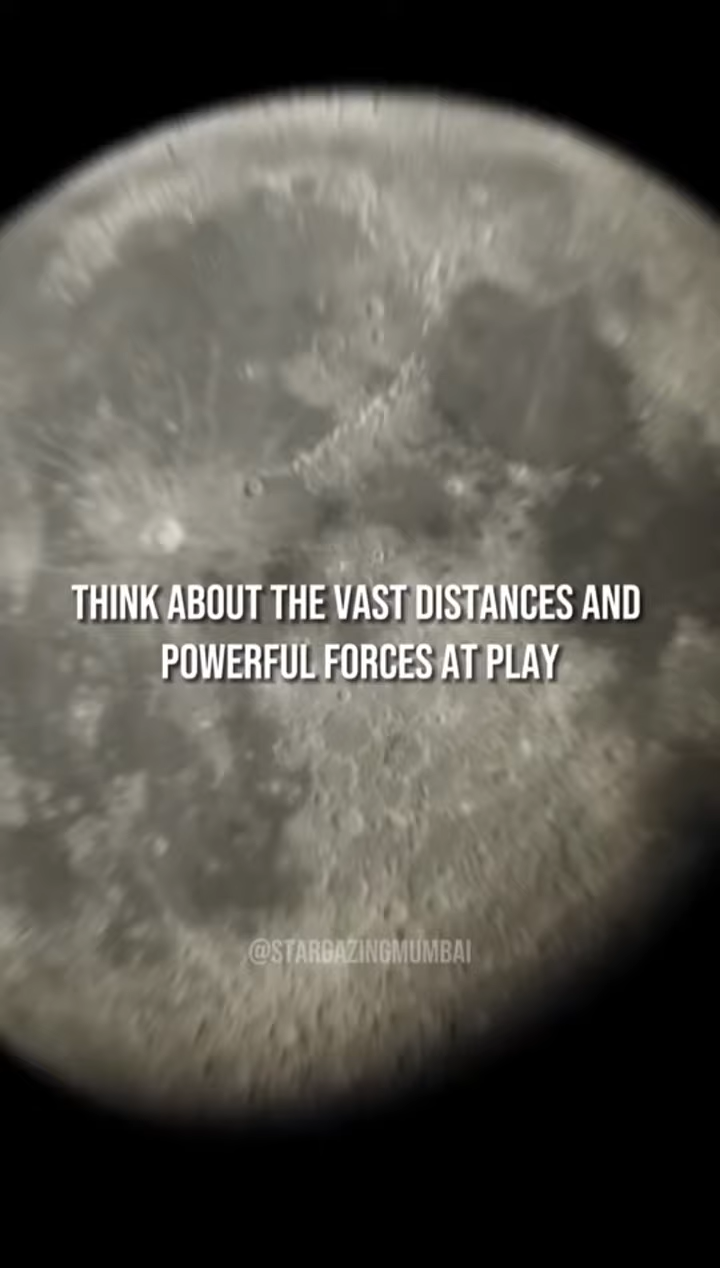 THINK ABOUT THE VAST DISTANCES AND
POWERFUL FORCES AT PLAY
@STARGAZINGMUMBAI